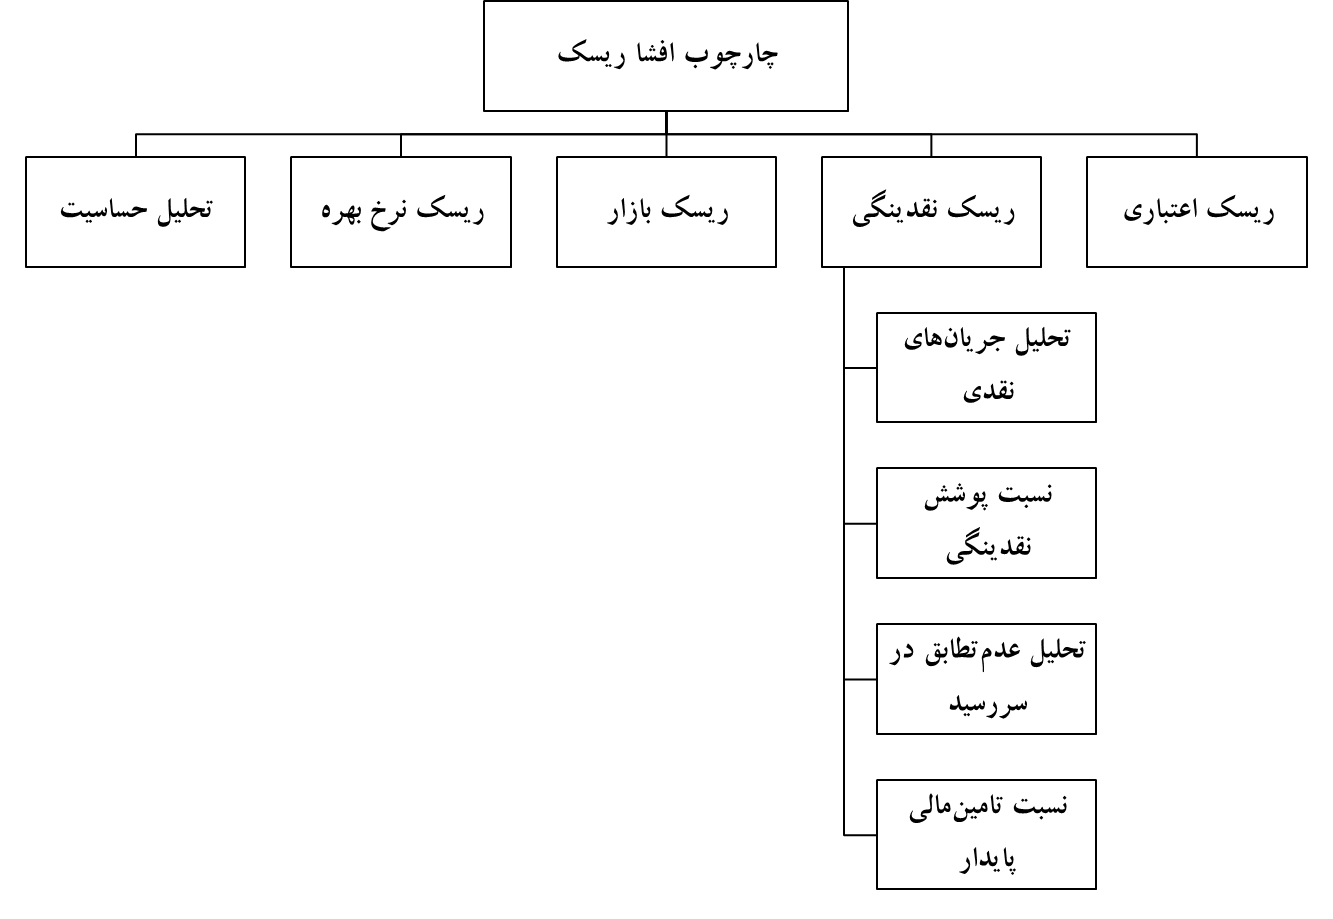 چارچوب افشا ریسک
ریسک اعتباری
ریسک نقدینگی
ریسک بازار
ریسک نرخ بهره
تحلیل حساسیت
تحلیل جریان‌های
نقدی
نسبت پوشش
نقدینگی
تحلیل عدم‌تطابق در
سررسید
نسبت تامین‌مالی
پایدار